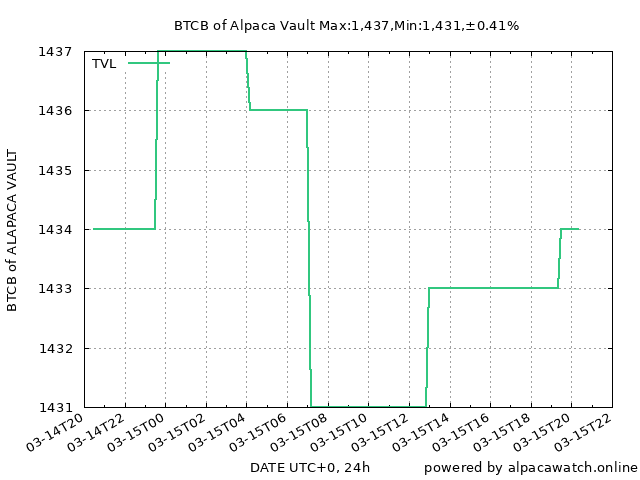 BTCB of Alpaca Vault Max:1,437,Min:1,431,±0.41%
TVL
1437
1436
1435
1434
1433
1432
1431
BTCB of ALAPACA VAULT
03-14T20
03-14T22
03-15T00
03-15T02
03-15T04
03-15T06
03-15T08
03-15T10
03-15T12
03-15T14
03-15T16
03-15T18
03-15T20
03-15T22
DATE UTC+0, 24h
powered by alpacawatch.online